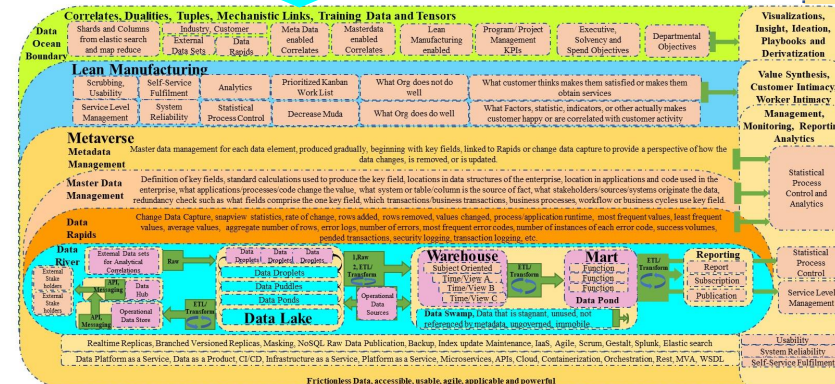 Correlates, Dualities, Tuples, Mechanistic Links, Training Data and Tensors
Data
Ocean
Boundary
Shards and Columns
from elastic search
and map reduce
Industry, Customer
External
Data Sets
Data
Rapids
Meta Data
enabled
Correlates
Masterdata
enabled
Correlates
Lean
Manufacturing
enabled
Program/ Project
Management
KPIs
Executive,
Solvency and
Spend Objectives
Departmental
Objectives
Visualizations,
Insight, Ideation,
Playbooks and
Derivatization
Lean Manufacturing
Scrubbing,
Usability
Self-Service
Fulfilment
Analytics
Prioritized Kanban
Work List
What Org does not do
well
What customer thinks makes them satisfied or makes them
obtain services
Service Level
Management
System
Reliability
Statistical
Process Control
Decrease Muda
What Org does do well
What Factors, statistic, indicators, or other actually makes
customer happy or are correlated with customer activity
Value Synthesis,
Customer Intimacy,
Worker Intimacy
Management,
Monitoring, Reporting
Analytics
Metaverse
Metadata
Management
Master data management for each data element, produced gradually, beginning with key fields, linked to Rapids or change data capture to provide a perspective of how the
data changes, is removed, or is updated.
Master Data
Management
Definition of key fields, standard calculations used to produce the key field, locations in data structures of the enterprise, location in applications and code used in the
enterprise, what applications/processes/code change the value, what system or table/column is the source of fact, what stakeholders/sources/systems originate the data,
redundancy check such as what fields comprise the one key field, which transactions/business transactions, business processes, workflow or business cycles use key field.
Statistical
Process
Control and
Analytics
Data
Rapids
Change Data Capture, snapview statistics, rate of change, rows added, rows removed, values changed, process/application runtime, most frequent values, least frequent
values, average values, aggregate number of rows, error logs, number of errors, most frequent error codes, number of instances of each error code, success volumes,
pended transactions, security logging, transaction logging, etc.
Data
River
External Data sets
for Analytical
Correlations
Raw
External
Stake
holders
External
Stake
holders
API,
Messaging
Data
Hub
API,
Messaging
Operational
Data Store
ETL/
Transform
Data
Droplets
Data
Droplets
Data
Droplets
Data Droplets
Data Puddles
Data Ponds
Data Lake
1,Raw
2, ETL/
Transform
Operational
Data
Sources
Warehouse
Subject Oriented
Time/View A
Time/View B
Time/View C
ETL/
Transform
Mart
Function
Function
Function
Data Pond
Data Swamp, Data that is stagnant, unused, not
referenced by metadata, ungoverned, immobile
ETL/
Transform
Reporting
Report
Subscription
Publication
Statistical
Process
Control
Service Level
Management
Realtime Replicas, Branched Versioned Replicas, Masking, NoSQL Raw Data Publication, Backup, Index update Maintenance, IaaS, Agile, Scrum, Gestalt, Splunk, Elastic search
Data Platform as a Service, Data as a Product, CI/CD, Infrastructure as a Service, Platform as a Service, Microservices, APIs, Cloud, Containerization, Orchestration, Rest, MVA, WSDL
Usability
System Reliability
Self-Service Fulfilment
Frictionless Data, accessible, usable, agile, applicable and powerful